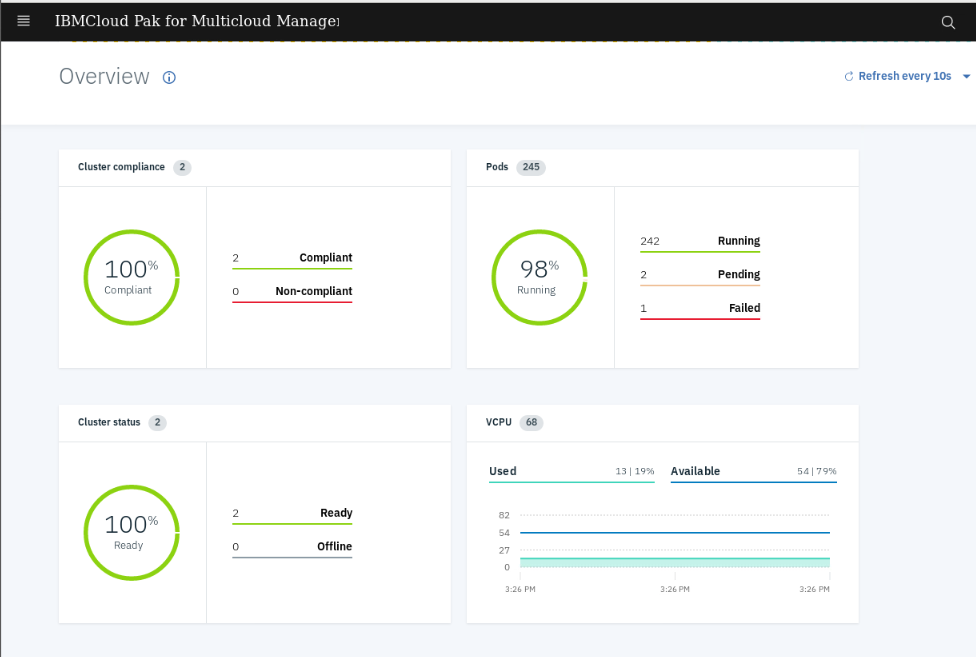 IBMCloud Pak for Multicloud Manager
Overview
Refresh every 10s
Cluster compliance 2
100%
Compliant
2 Compliant
0 Non-compliant
Pods 245
98%
Running
242 Running
2 Pending
1 Failed
Cluster status 2
100%
Ready
2 Ready
0 Offline
VCPU 68
Used 13 | 19% Available 54 | 79%
82
54
27
0
3:26 PM 3:26 PM 3:26 PM